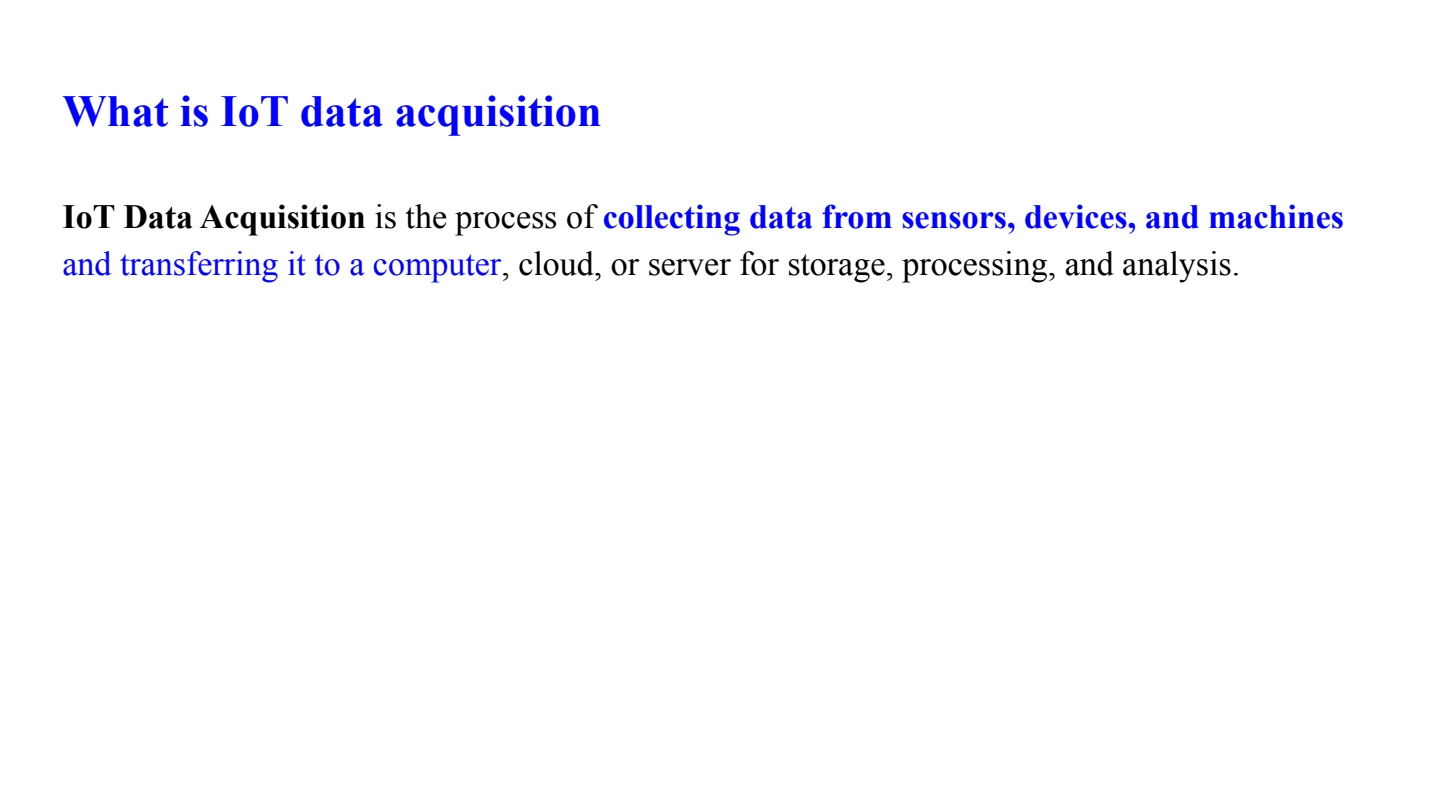 What is IoT data acquisition
IoT Data Acquisition is the process of collecting data from sensors, devices, and machines
and transferring it to a computer, cloud, or server for storage, processing, and analysis.